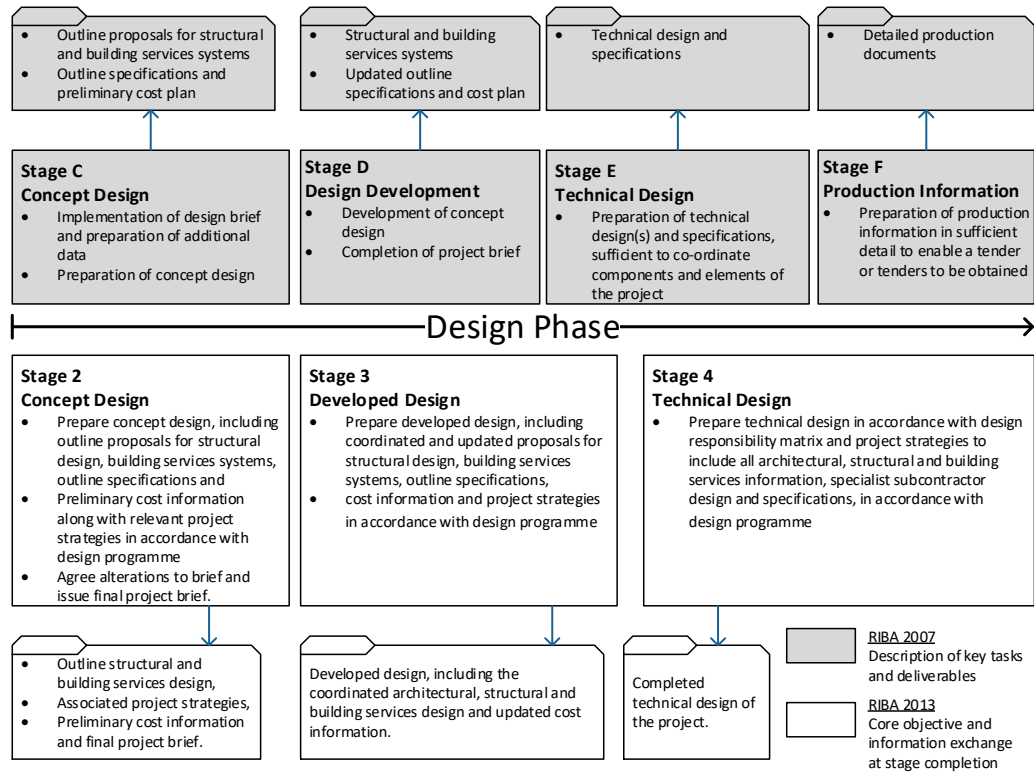 • Outline proposals for structural
and building services systems
• Outline specifications and
preliminary cost plan
• Structural and building
services systems
• Updated outline
specifications and cost plan
• Technical design and
specifications
• Detailed production
documents
Stage C
Concept Design
• Implementation of design brief
and preparation of additional
data
• Preparation of concept design
Stage D
Design Development
• Development of concept
design
• Completion of project brief
Stage E
Technical Design
• Preparation of technical
design(s) and specifications,
sufficient to co-ordinate
components and elements of
the project
Stage F
Production Information
• Preparation of production
information in sufficient
detail to enable a tender
or tenders to be obtained
Design Phase
Stage 2
Concept Design
• Prepare concept design, including
outline proposals for structural
design, building services systems,
outline specifications and
• Preliminary cost information
along with relevant project
strategies in accordance with
design programme
• Agree alterations to brief and
issue final project brief.
Stage 3
Developed Design
• Prepare developed design, including
coordinated and updated proposals for
structural design, building services
systems, outline specifications,
• cost information and project strategies
in accordance with design programme
Stage 4
Technical Design
• Prepare technical design in accordance with design
responsibility matrix and project strategies to
include all architectural, structural and building
services information, specialist subcontractor
design and specifications, in accordance with
design programme
• Outline structural and
building services design,
• Associated project strategies,
• Preliminary cost information
and final project brief.
Developed design, including the
coordinated architectural, structural and
building services design and updated cost
information.
Completed
technical design of
the project.
RIBA 2007
Description of key tasks
and deliverables
RIBA 2013
Core objective and
information exchange
at stage completion